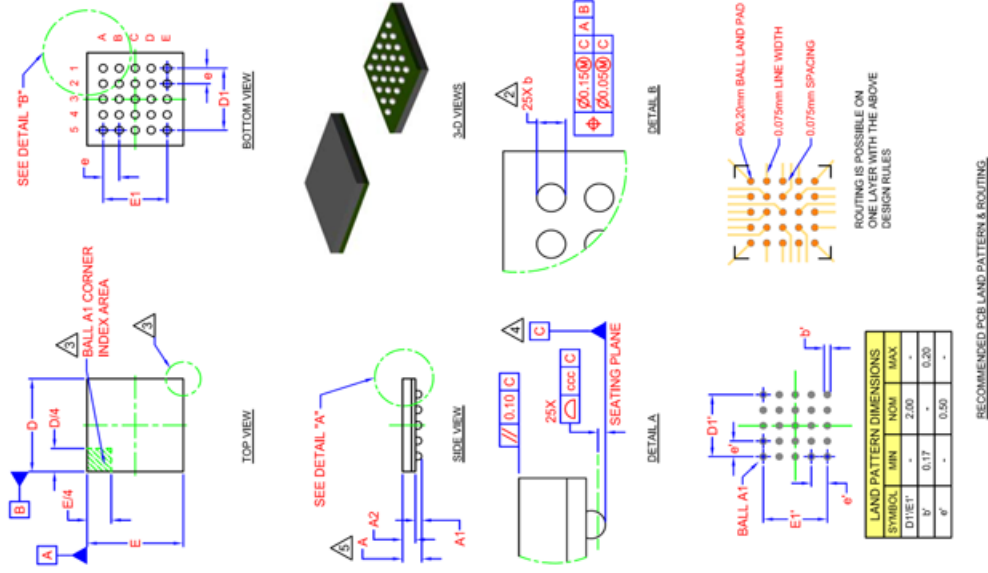 SEE DETAIL "B"
A B C D E
1
2
3
4
5
e
D1
e
E1
BOTTOM VIEW
3
BALL A1 CORNER
INDEX AREA
B
A
D
D/4
E/4
E
3
TOP VIEW
3-D VIEWS
SEE DETAIL "A"
5
A
A2
A1
SIDE VIEW
2
25X b
Ø0.15 M C A B
Ø0.05 M C
DETAIL B
4
C
// 0.10 C
25X
ccc C
SEATING PLANE
DETAIL A
Ø0.20mm BALL LAND PAD
0.075mm LINE WIDTH
0.075mm SPACING
ROUTING IS POSSIBLE ON
ONE LAYER WITH THE ABOVE
DESIGN RULES
BALL A1
D1'
e'
E1'
e'
b'
LAND PATTERN DIMENSIONS
SYMBOL MIN NOM MAX
D1'/E1' - 2.00 -
b' 0.17 - 0.20
e' - 0.50 -
RECOMMENDED PCB LAND PATTERN & ROUTING